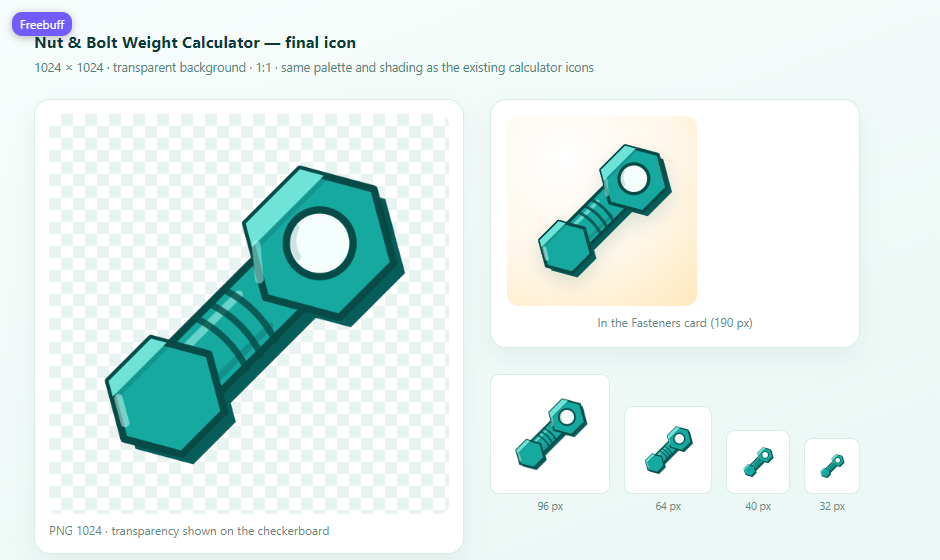 Freebuff
Nut & Bolt Weight Calculator — final icon
1024 × 1024 · transparent background · 1:1 · same palette and shading as the existing calculator icons
In the Fasteners card (190 px)
96 px
64 px
40 px
32 px
PNG 1024 · transparency shown on the checkerboard